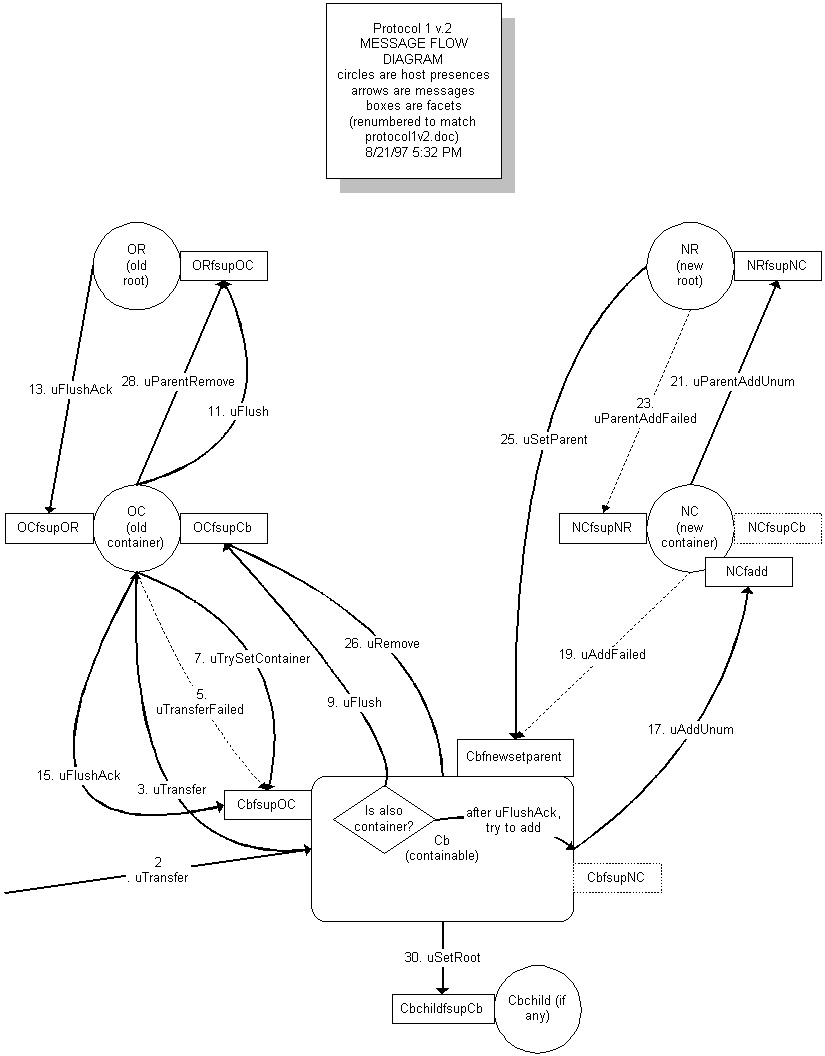 Protocol 1 v.2
MESSAGE FLOW
DIAGRAM
circles are host presences
arrows are messages
boxes are facets
(renumbered to match
protocol1v2.doc)
8/21/97 5:32 PM
OR
(old
root)
ORfsupOC
NR
(new
root)
NRfsupNC
13. uFlushAck
28. uParentRemove
11. uFlush
21. uParentAddUnum
23.
uParentAddFailed
25. uSetParent
OCfsupOR
OC
(old
container)
OCfsupCb
NCfsupNR
NC
(new
container)
NCfsupCb
NCfadd
7. uTrySetContainer
26. uRemove
19. uAddFailed
5.
uTransferFailed
9. uFlush
17. uAddUnum
15. uFlushAck
3. uTransfer
Cbfnewsetparent
CbfsupOC
Is also
container?
after uFlushAck,
try to add
Cb
(containable)
2
. uTransfer
CbfsupNC
30. uSetRoot
CbchildfsupCb
Cbchild (if
any)